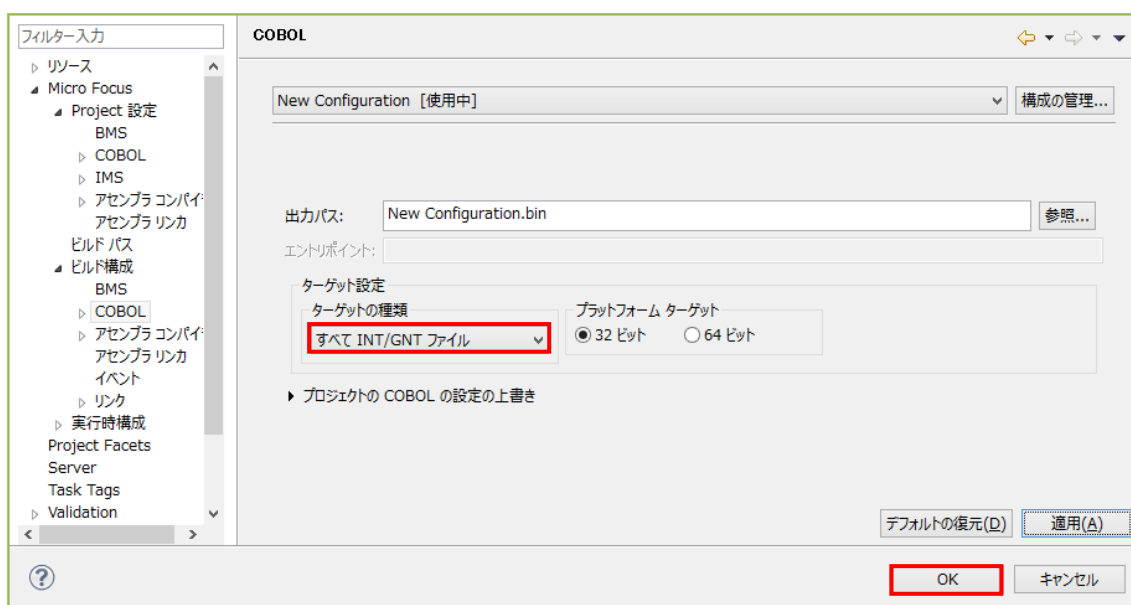 フィルター入力
リソース
Micro Focus
Project 設定
BMS
COBOL
IMS
アセンブラ コンパイ
アセンブラ リンカ
ビルド パス
ビルド構成
BMS
COBOL
アセンブラ コンパイ
アセンブラ リンカ
イベント
リンク
実行時構成
Project Facets
Server
Task Tags
Validation
COBOL
New Configuration [使用中]
構成の管理...
出力パス: New Configuration.bin 参照...
エントリポイント:
ターゲット設定
ターゲットの種類
すべて INT/GNT ファイル
プラットフォーム ターゲット
32 ビット 64 ビット
プロジェクトの COBOL の設定の上書き
デフォルトの復元(D) 適用(A)
OK キャンセル